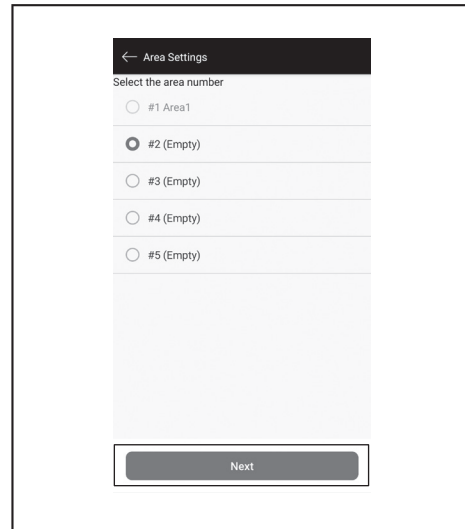 ← Area Settings
Select the area number
#1 Area1
#2 (Empty)
#3 (Empty)
#4 (Empty)
#5 (Empty)
Next